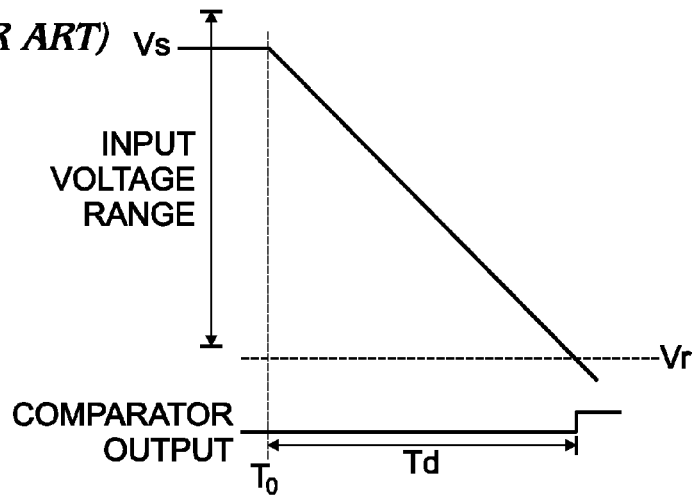 R ART)
Vs
INPUT
VOLTAGE
RANGE
Vr
COMPARATOR
OUTPUT
Td
T0